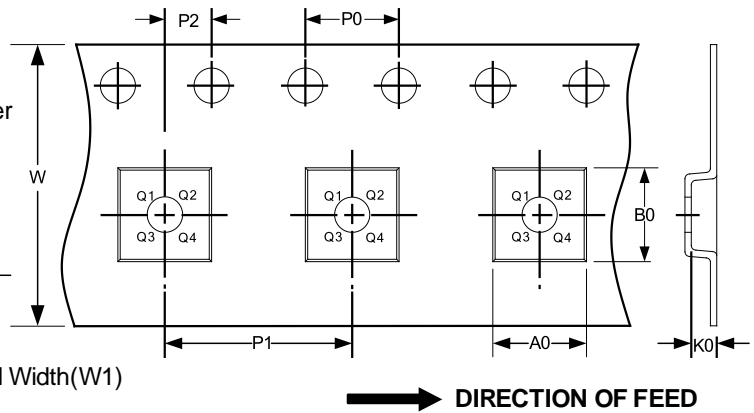 P2 P0
er
W
Q1 Q2 Q1 Q2 Q1 Q2
B0
Q3 Q4 Q3 Q4 Q3 Q4
P1 A0 K0
Width(W1)
DIRECTION OF FEED